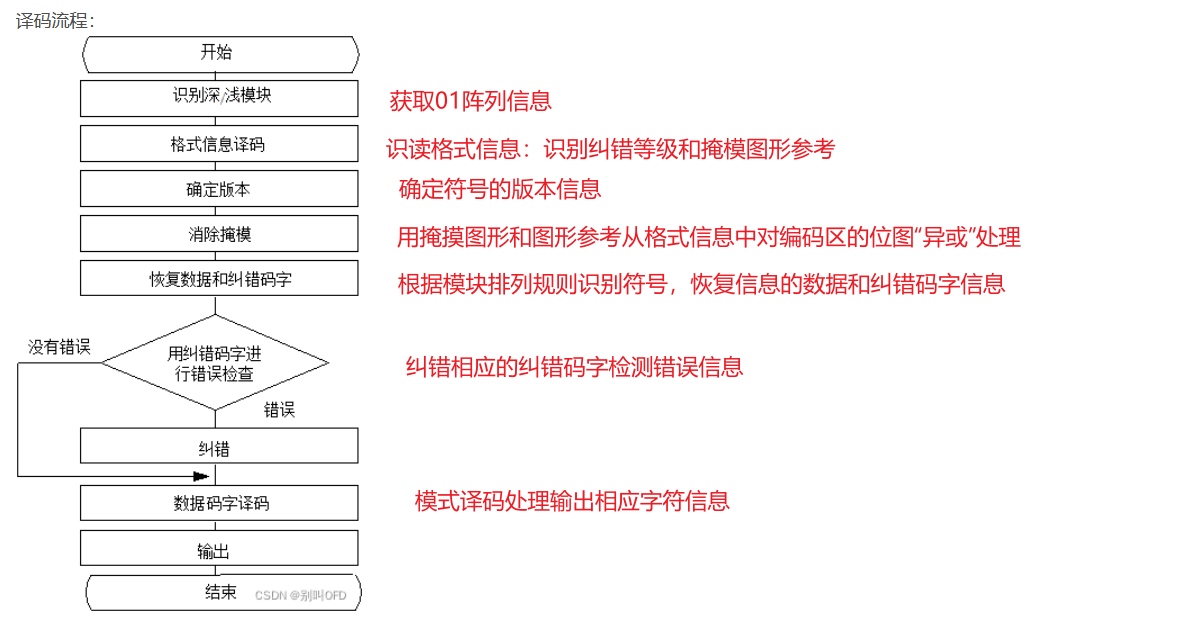 译码流程：
开始
识别深/浅模块
获取01阵列信息
格式信息译码
识读格式信息：识别纠错等级和掩模图形参考
确定版本
确定符号的版本信息
消除掩模
用掩摸图形和图形参考从格式信息中对编码区的位图“异或”处理
恢复数据和纠错码字
根据模块排列规则识别符号，恢复信息的数据和纠错码字信息
没有错误
用纠错码字进
行错误检查
纠错相应的纠错码字检测错误信息
错误
纠错
数据码字译码
模式译码处理输出相应字符信息
输出
结束
CSDN @别叫OFD